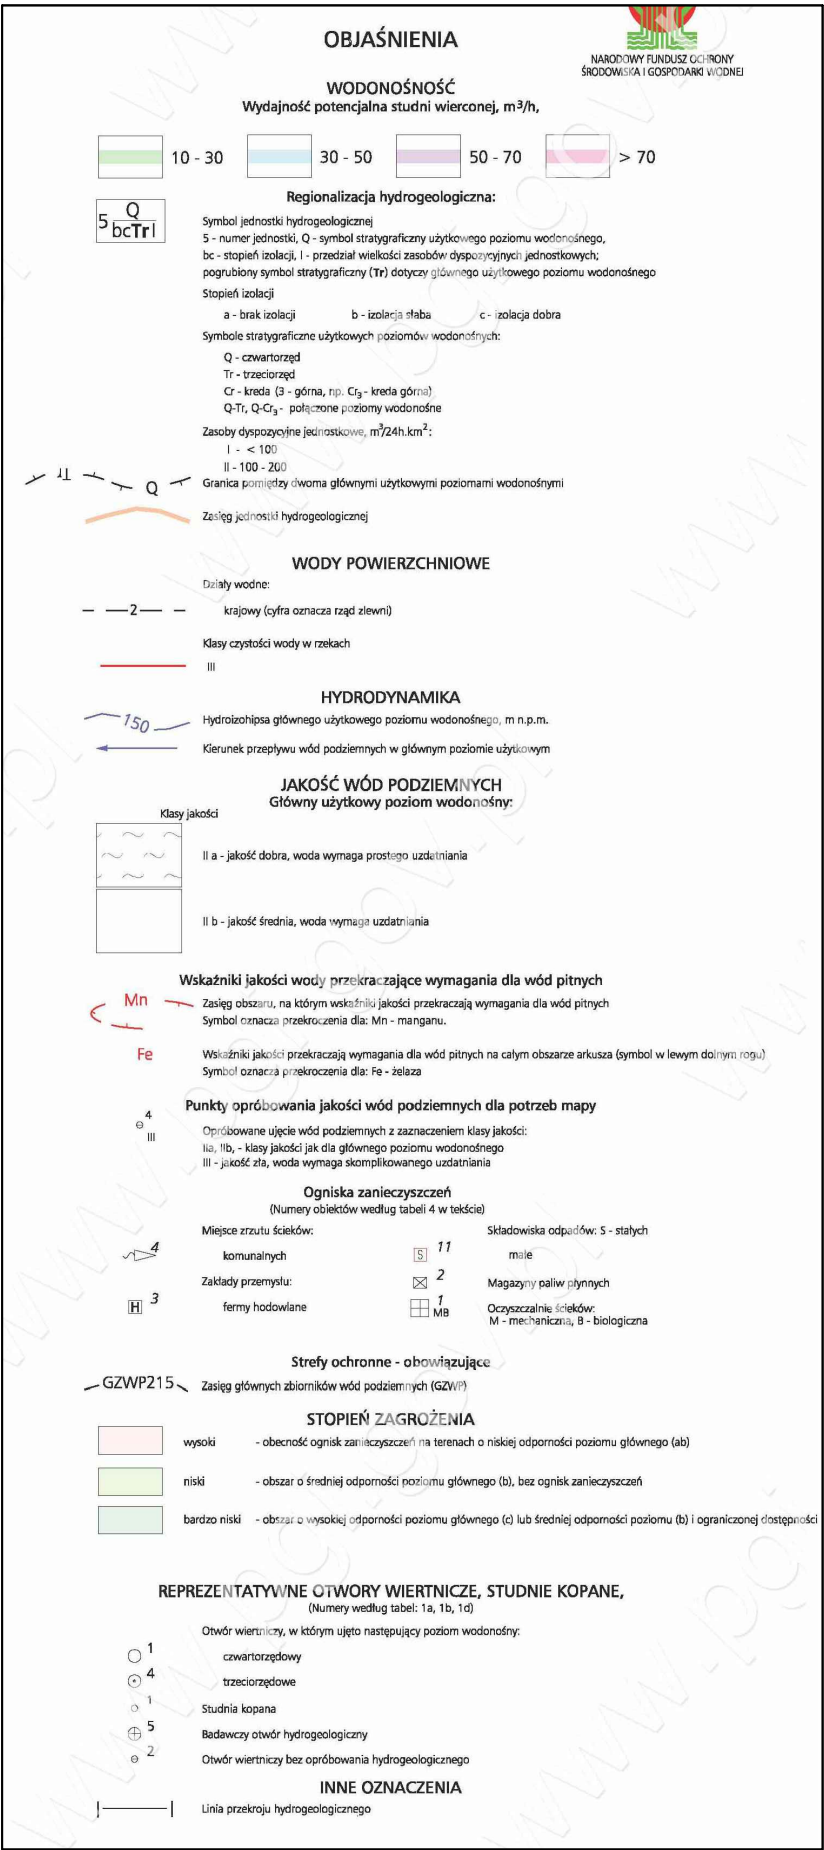 OBJAŚNIENIA
NARODOWY FUNDUSZ OCHRONY
ŚRODOWISKA I GOSPODARKI WODNEJ
WODONOŚNOŚĆ
Wydajność potencjalna studni wierconej, m³/h,
10 - 30
30 - 50
50 - 70
> 70
Regionalizacja hydrogeologiczna:
5 Q
bcTrI
Symbol jednostki hydrogeologicznej
5 - numer jednostki, Q - symbol stratygraficzny użytkowego poziomu wodonośnego,
bc - stopień izolacji, I - przedział wielkości zasobów dyspozycyjnych jednostkowych;
pogrubiony symbol stratygraficzny (Tr) dotyczy głównego użytkowego poziomu wodonośnego
Stopień izolacji
a - brak izolacji b - izolacja słaba c - izolacja dobra
Symbole stratygraficzne użytkowych poziomów wodonośnych:
Q - czwartorzęd
Tr - trzeciorzęd
Cr - kreda (3 - górna, np. Cr₃ - kreda górna)
Q-Tr, Q-Cr₃ - połączone poziomy wodonośne
Zasoby dyspozycyjne jednostkowe, m³/24h.km²:
I - < 100
II - 100 - 200
Tr Q Granica pomiędzy dwoma głównymi użytkowymi poziomami wodonośnymi
Zasięg jednostki hydrogeologicznej
WODY POWIERZCHNIOWE
Działy wodne:
2 krajowy (cyfra oznacza rząd zlewni)
Klasy czystości wody w rzekach
III
HYDRODYNAMIKA
150 Hydroizohipsa głównego użytkowego poziomu wodonośnego, m n.p.m.
Kierunek przepływu wód podziemnych w głównym poziomie użytkowym
JAKOŚĆ WÓD PODZIEMNYCH
Główny użytkowy poziom wodonośny:
Klasy jakości
II a - jakość dobra, woda wymaga prostego uzdatniania
II b - jakość średnia, woda wymaga uzdatniania
Wskaźniki jakości wody przekraczające wymagania dla wód pitnych
Mn Zasięg obszaru, na którym wskaźniki jakości przekraczają wymagania dla wód pitnych
Symbol oznacza przekroczenia dla: Mn - manganu.
Fe Wskaźniki jakości przekraczają wymagania dla wód pitnych na całym obszarze arkusza (symbol w lewym dolnym rogu)
Symbol oznacza przekroczenia dla: Fe - żelaza
Punkty opróbowania jakości wód podziemnych dla potrzeb mapy
4
III
Opróbowane ujęcie wód podziemnych z zaznaczeniem klasy jakości:
IIa, IIb, - klasy jakości jak dla głównego poziomu wodonośnego
III - jakość zła, woda wymaga skomplikowanego uzdatniania
Ogniska zanieczyszczeń
(Numery obiektów według tabeli 4 w tekście)
Miejsce zrzutu ścieków:
4 komunalnych
Zakłady przemysłu:
H 3 fermy hodowlane
Składowiska odpadów: S - stałych
S 11 małe
2 Magazyny paliw płynnych
1 MB Oczyszczalnie ścieków:
M - mechaniczna, B - biologiczna
Strefy ochronne - obowiązujące
GZWP215 Zasięg głównych zbiorników wód podziemnych (GZWP)
STOPIEŃ ZAGROŻENIA
wysoki - obecność ognisk zanieczyszczeń na terenach o niskiej odporności poziomu głównego (ab)
niski - obszar o średniej odporności poziomu głównego (b), bez ognisk zanieczyszczeń
bardzo niski - obszar o wysokiej odporności poziomu głównego (c) lub średniej odporności poziomu (b) i ograniczonej dostępności
REPREZENTATYWNE OTWORY WIERTNICZE, STUDNIE KOPANE,
(Numery według tabel: 1a, 1b, 1d)
Otwór wiertniczy, w którym ujęto następujący poziom wodonośny:
1 czwartorzędowy
4 trzeciorzędowe
1 Studnia kopana
5 Badawczy otwór hydrogeologiczny
2 Otwór wiertniczy bez opróbowania hydrogeologicznego
INNE OZNACZENIA
Linia przekroju hydrogeologicznego
www.pgi.gov.pl